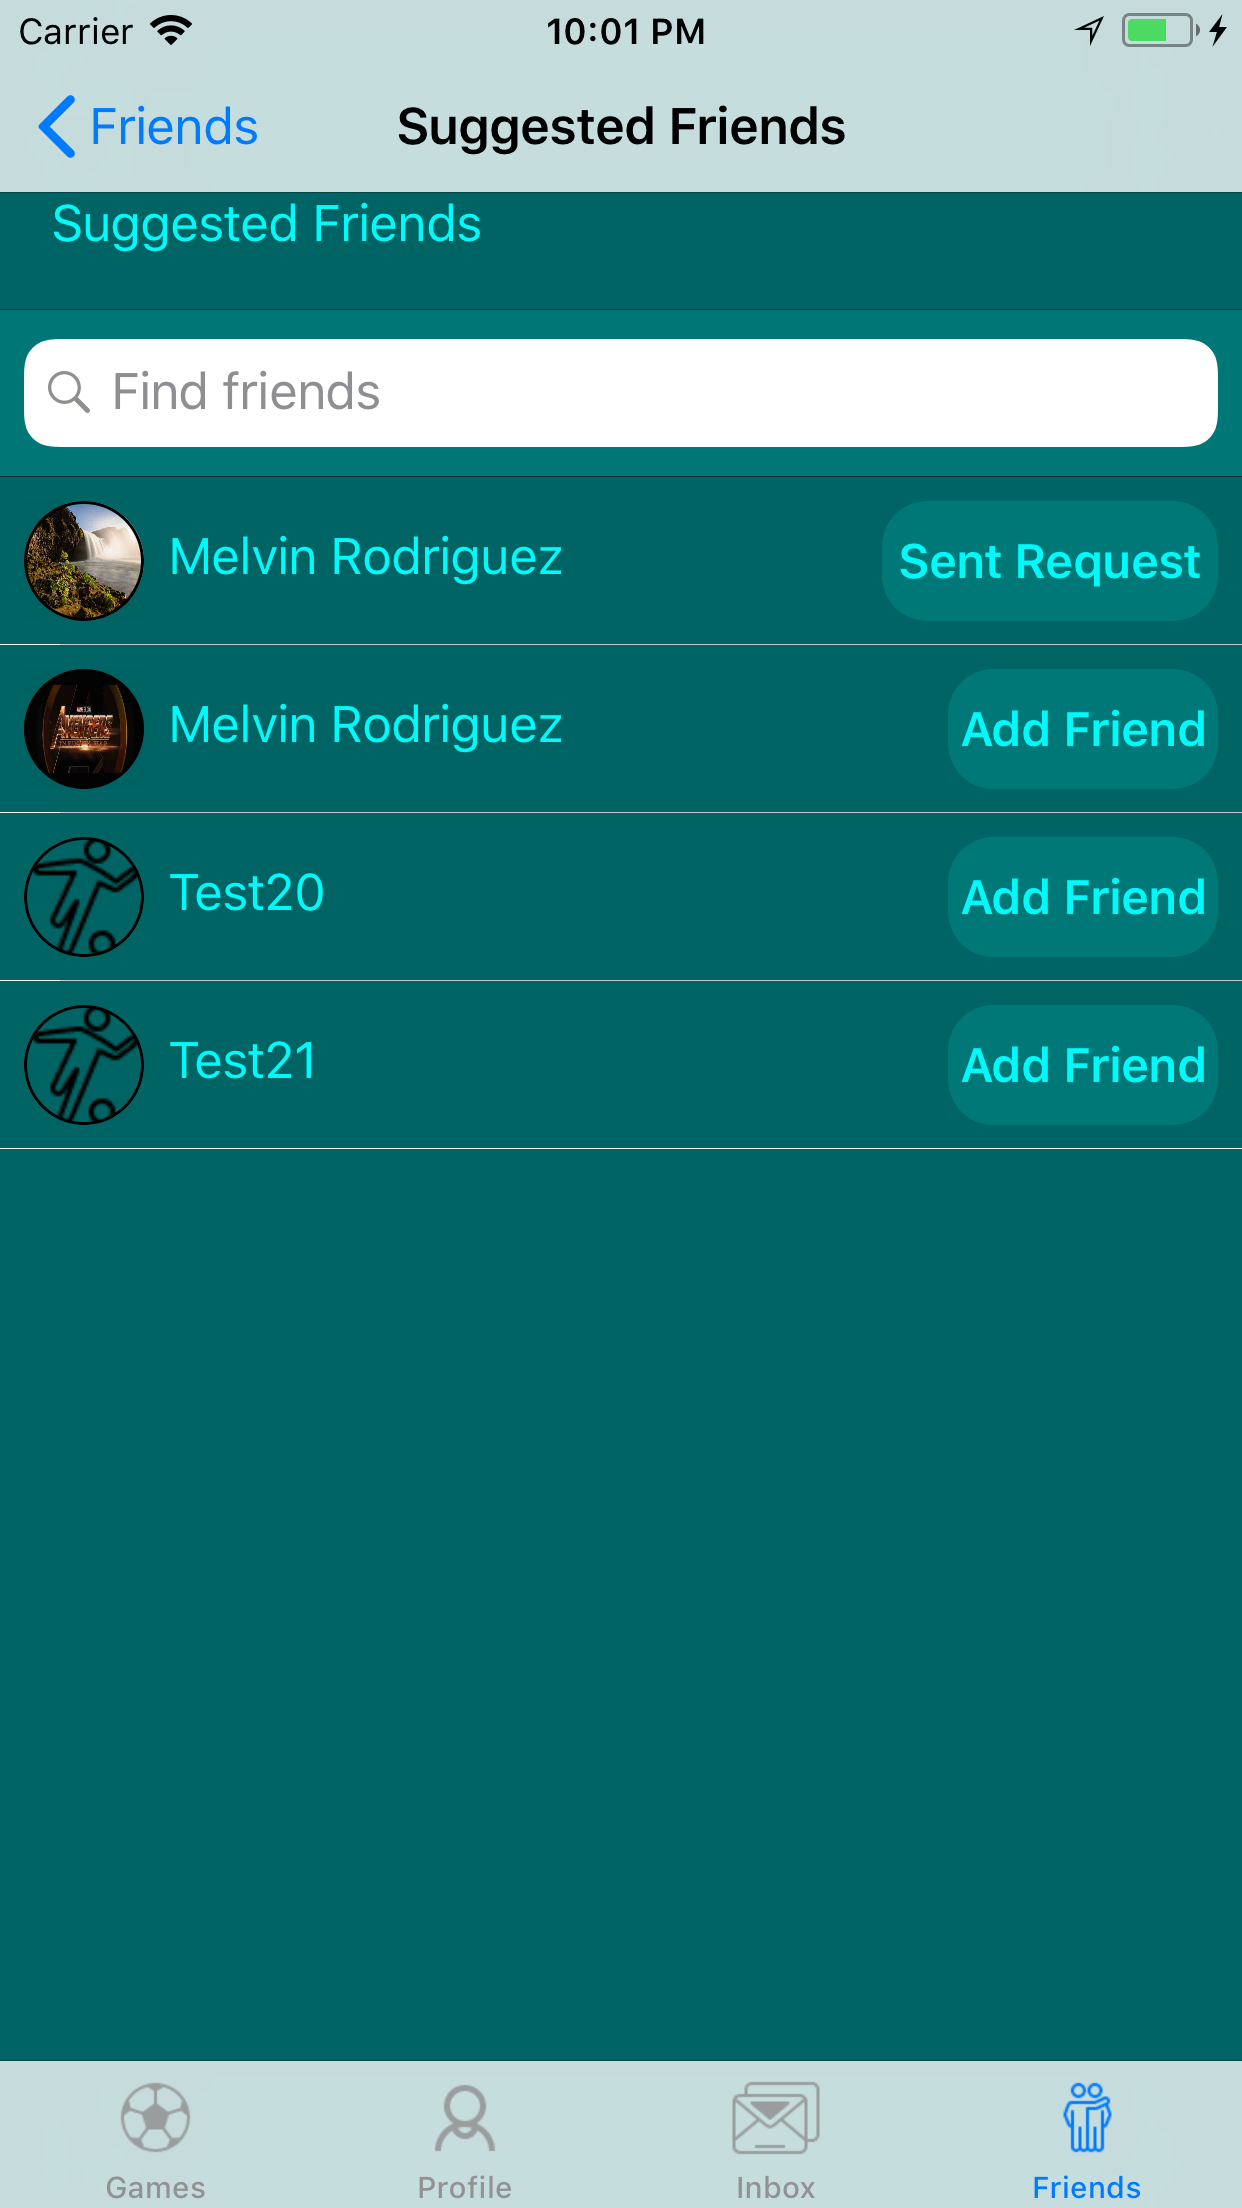 Carrier 10:01 PM
Friends Suggested Friends
Suggested Friends
Find friends
Melvin Rodriguez Sent Request
AVENGERS
Melvin Rodriguez Add Friend
Test20 Add Friend
Test21 Add Friend
Games Profile Inbox Friends